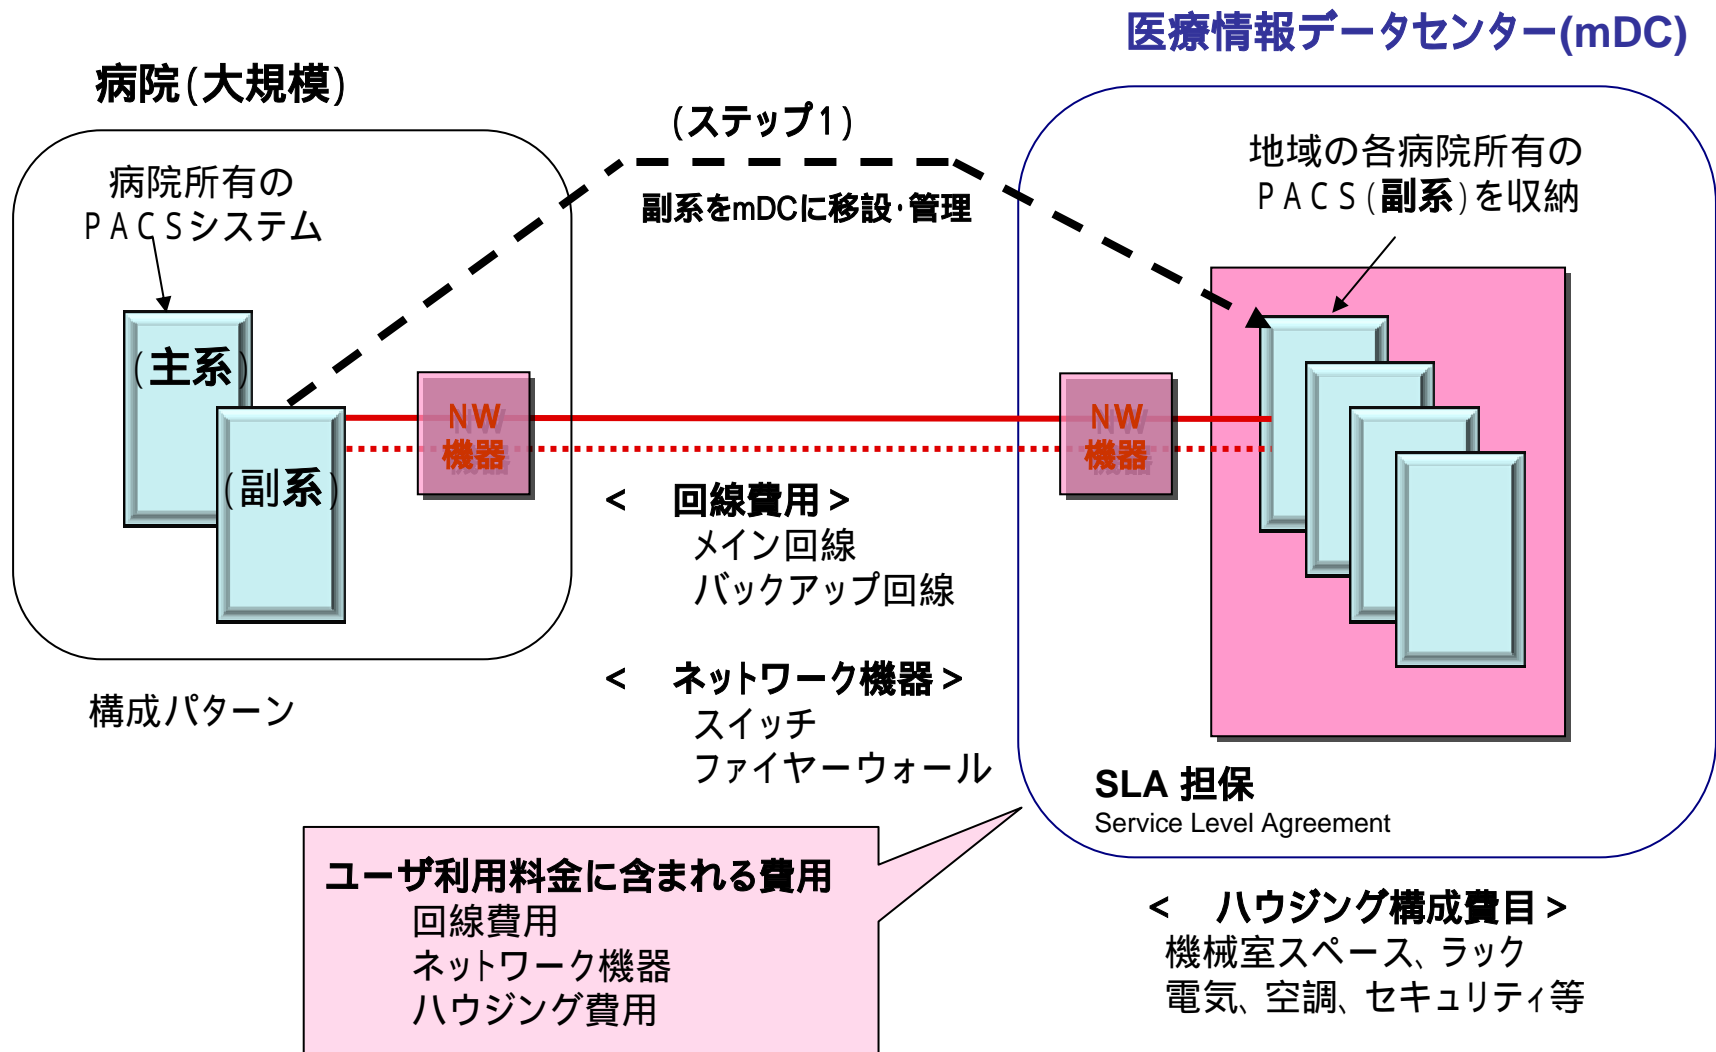 医療情報データセンター(mDC)
病院(大規模)
(ステップ1)
病院所有の
PACSシステム
副系をmDCに移設・管理
地域の各病院所有の
PACS(副系)を収納
(主系)
(副系)
NW
機器
NW
機器
< 回線費用>
メイン回線
バックアップ回線
< ネットワーク機器>
スイッチ
ファイヤーウォール
構成パターン
SLA 担保
Service Level Agreement
ユーザ利用料金に含まれる費用
回線費用
ネットワーク機器
ハウジング費用
< ハウジング構成費目>
機械室スペース、ラック
電気、空調、セキュリティ等